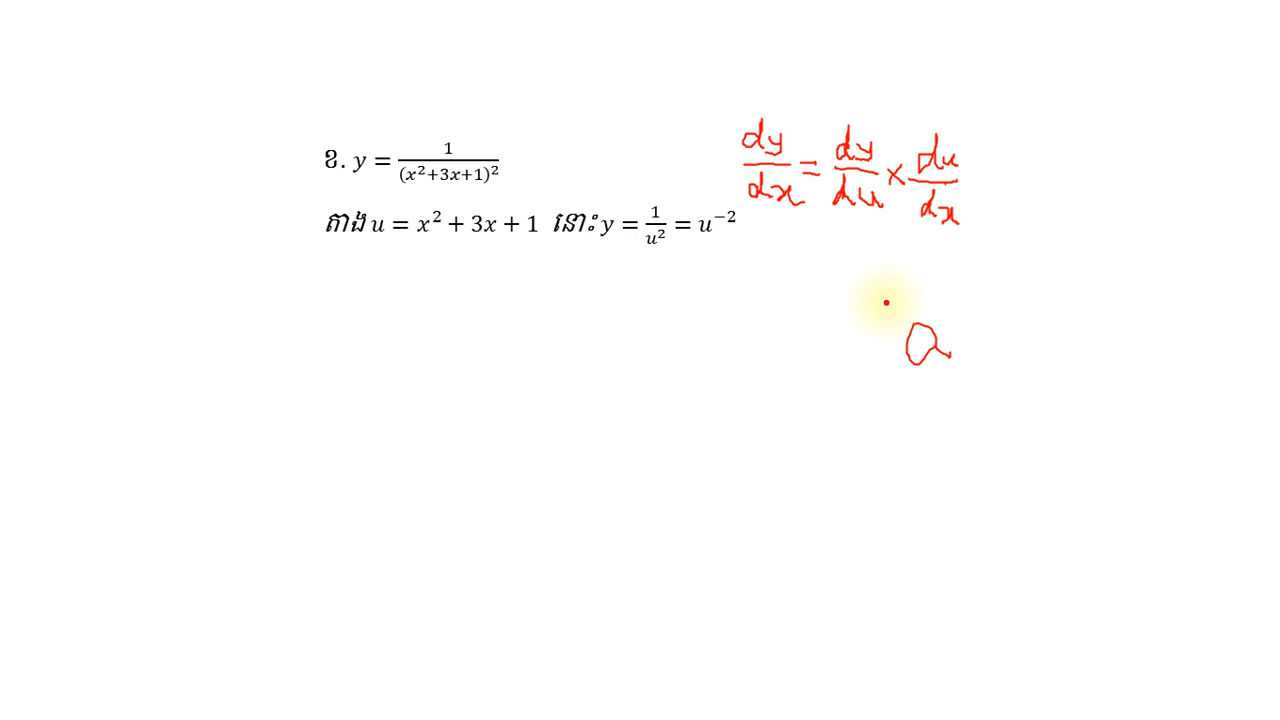 ខ. y = 1/(x²+3x+1)²
តាង u = x² + 3x + 1 នោះ y = 1/u² = u⁻²
dy/dx = dy/du × du/dx
a